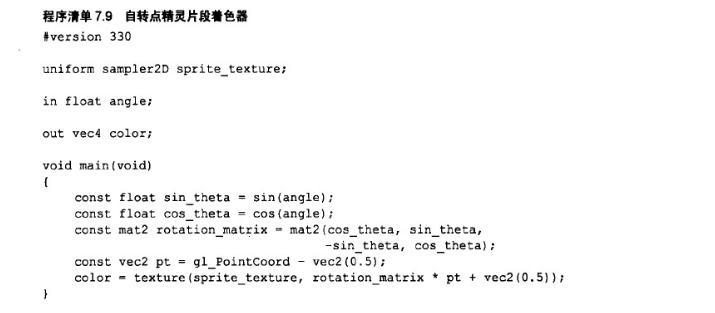 程序清单 7.9 自转点精灵片段着色器
#version 330
uniform sampler2D sprite_texture;
in float angle;
out vec4 color;
void main(void)
{
    const float sin_theta = sin(angle);
    const float cos_theta = cos(angle);
    const mat2 rotation_matrix = mat2(cos_theta, sin_theta,
                                      -sin_theta, cos_theta);
    const vec2 pt = gl_PointCoord - vec2(0.5);
    color = texture(sprite_texture, rotation_matrix * pt + vec2(0.5));
}